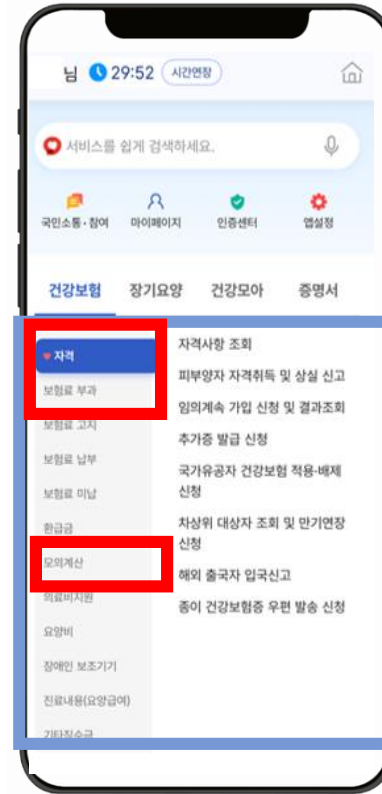 님 29:52 시간연장
서비스를 쉽게 검색하세요.
국민소통·참여 마이페이지 인증센터 앱설정
건강보험 장기요양 건강모아 증명서
자격
보험료 부과
보험료 고지
보험료 납부
보험료 미납
환급금
모의계산
의료비지원
요양비
장애인 보조기기
진료내용(요양급여)
기타징수금
자격사항 조회
피부양자 자격취득 및 상실 신고
임의계속 가입 신청 및 결과조회
추가증 발급 신청
국가유공자 건강보험 적용·배제
신청
차상위 대상자 조회 및 만기연장
신청
해외 출국자 입국신고
종이 건강보험증 우편 발송 신청